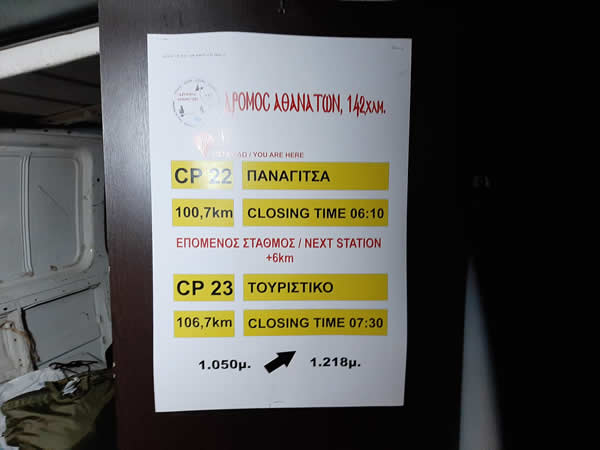 ΔΡΟΜΟΣ ΑΘΑΝΑΤΩΝ, 142χλμ.
/ YOU ARE HERE
CP 22 ΠΑΝΑΓΙΤΣΑ
100,7km CLOSING TIME 06:10
ΕΠΟΜΕΝΟΣ ΣΤΑΘΜΟΣ / NEXT STATION
+6km
CP 23 ΤΟΥΡΙΣΤΙΚΟ
106,7km CLOSING TIME 07:30
1.050μ. 1.218μ.